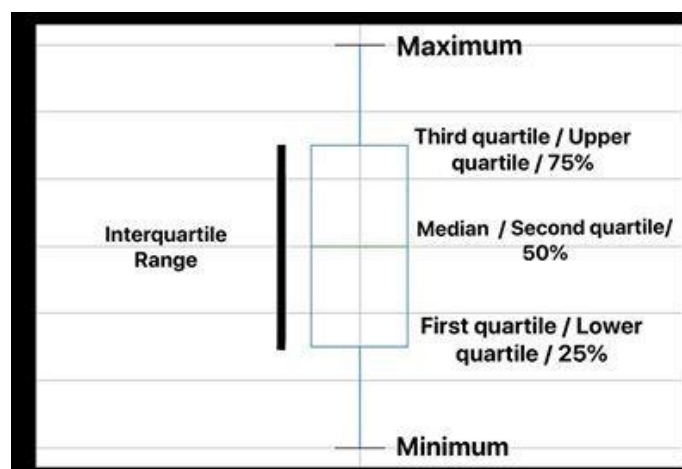 Maximum
Third quartile / Upper
quartile / 75%
Interquartile
Range
Median / Second quartile/
50%
First quartile / Lower
quartile / 25%
Minimum